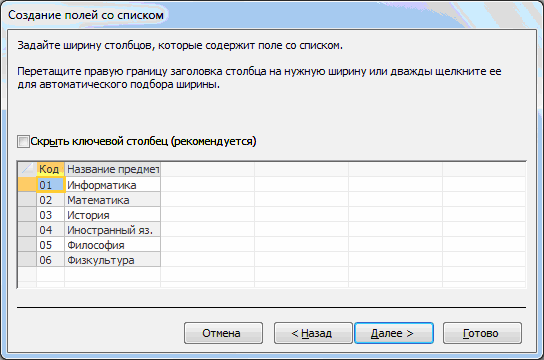 Создание полей со списком
Задайте ширину столбцов, которые содержит поле со списком.
Перетащите правую границу заголовка столбца на нужную ширину или дважды щелкните ее
для автоматического подбора ширины.
Скрыть ключевой столбец (рекомендуется)
Код Название предмет
01 Информатика
02 Математика
03 История
04 Иностранный яз.
05 Философия
06 Физкультура
Отмена < Назад Далее > Готово